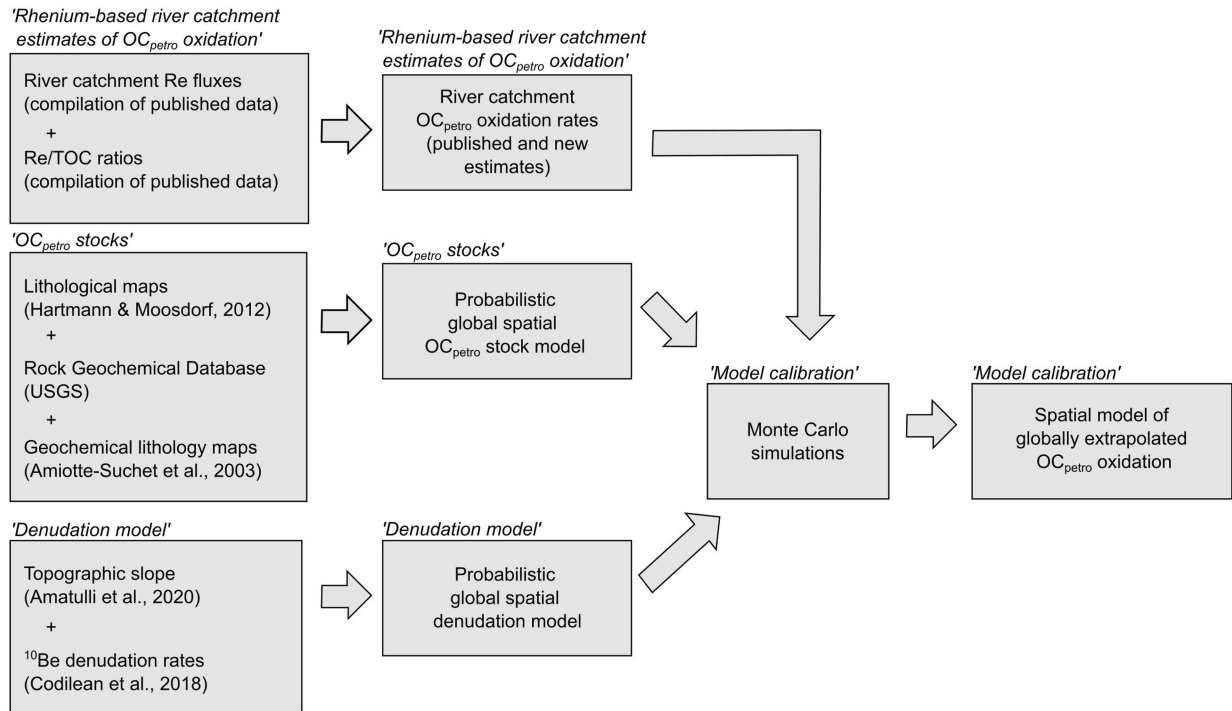 'Rhenium-based river catchment
estimates of OCpetro oxidation'
River catchment Re fluxes
(compilation of published data)
+
Re/TOC ratios
(compilation of published data)
'Rhenium-based river catchment
estimates of OCpetro oxidation'
River catchment
OCpetro oxidation rates
(published and new
estimates)
'OCpetro stocks'
Lithological maps
(Hartmann & Moosdorf, 2012)
+
Rock Geochemical Database
(USGS)
+
Geochemical lithology maps
(Amiotte-Suchet et al., 2003)
'OCpetro stocks'
Probabilistic
global spatial
OCpetro stock model
'Denudation model'
Topographic slope
(Amatulli et al., 2020)
+
10Be denudation rates
(Codilean et al., 2018)
'Denudation model'
Probabilistic
global spatial
denudation model
'Model calibration'
Monte Carlo
simulations
'Model calibration'
Spatial model of
globally extrapolated
OCpetro oxidation